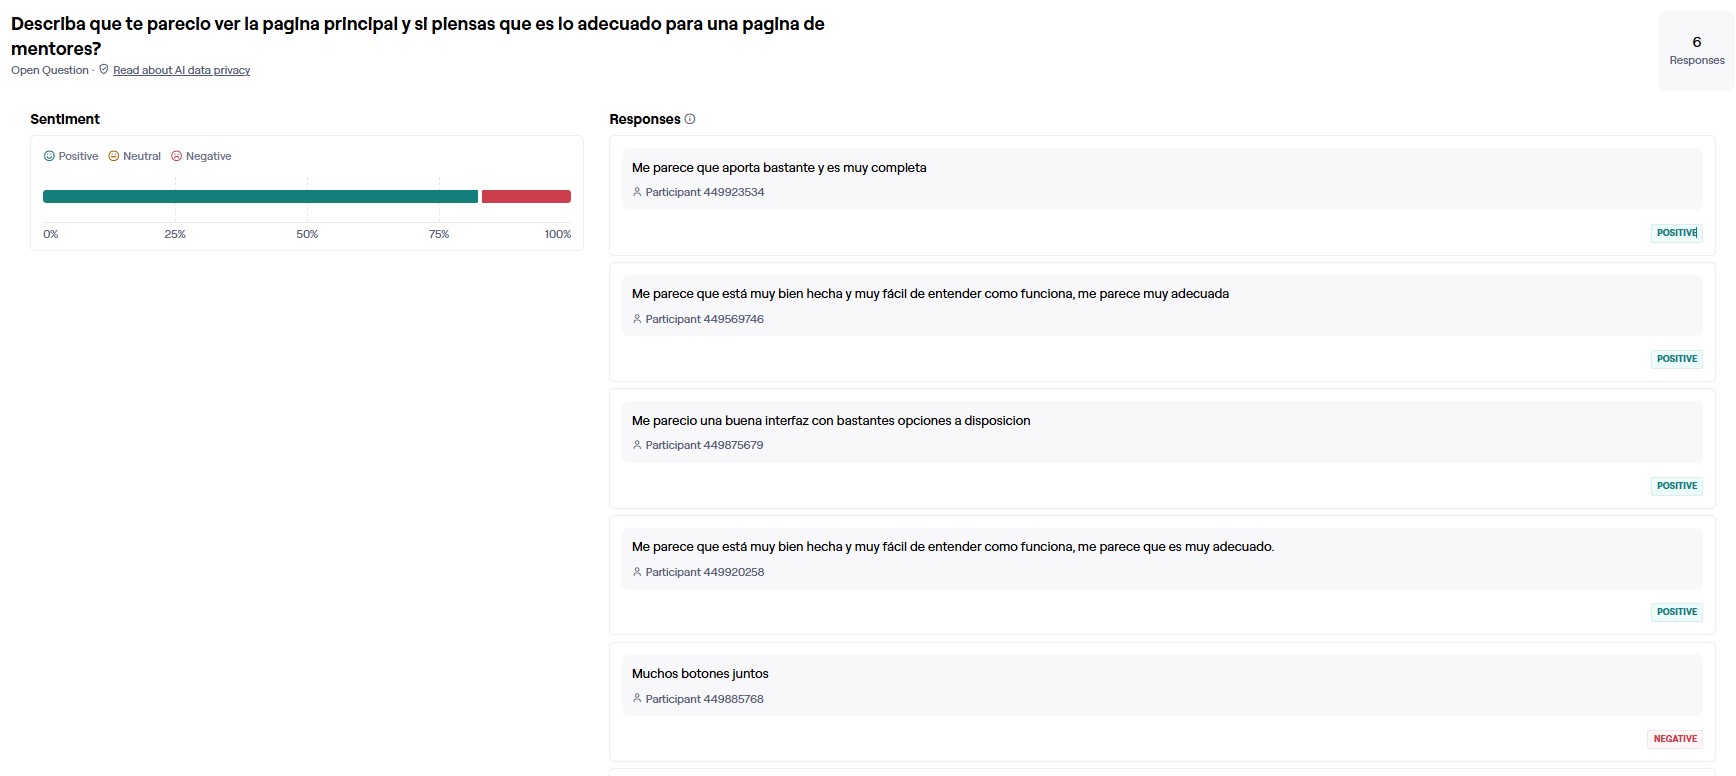 Describa que te parecio ver la pagina principal y si piensas que es lo adecuado para una pagina de
mentores?
Open Question · Read about AI data privacy
6
Responses
Sentiment
Positive Neutral Negative
0% 25% 50% 75% 100%
Responses
Me parece que aporta bastante y es muy completa
Participant 449923534
POSITIVE
Me parece que está muy bien hecha y muy fácil de entender como funciona, me parece muy adecuada
Participant 449569746
POSITIVE
Me parecio una buena interfaz con bastantes opciones a disposicion
Participant 449875679
POSITIVE
Me parece que está muy bien hecha y muy fácil de entender como funciona, me parece que es muy adecuado.
Participant 449920258
POSITIVE
Muchos botones juntos
Participant 449885768
NEGATIVE